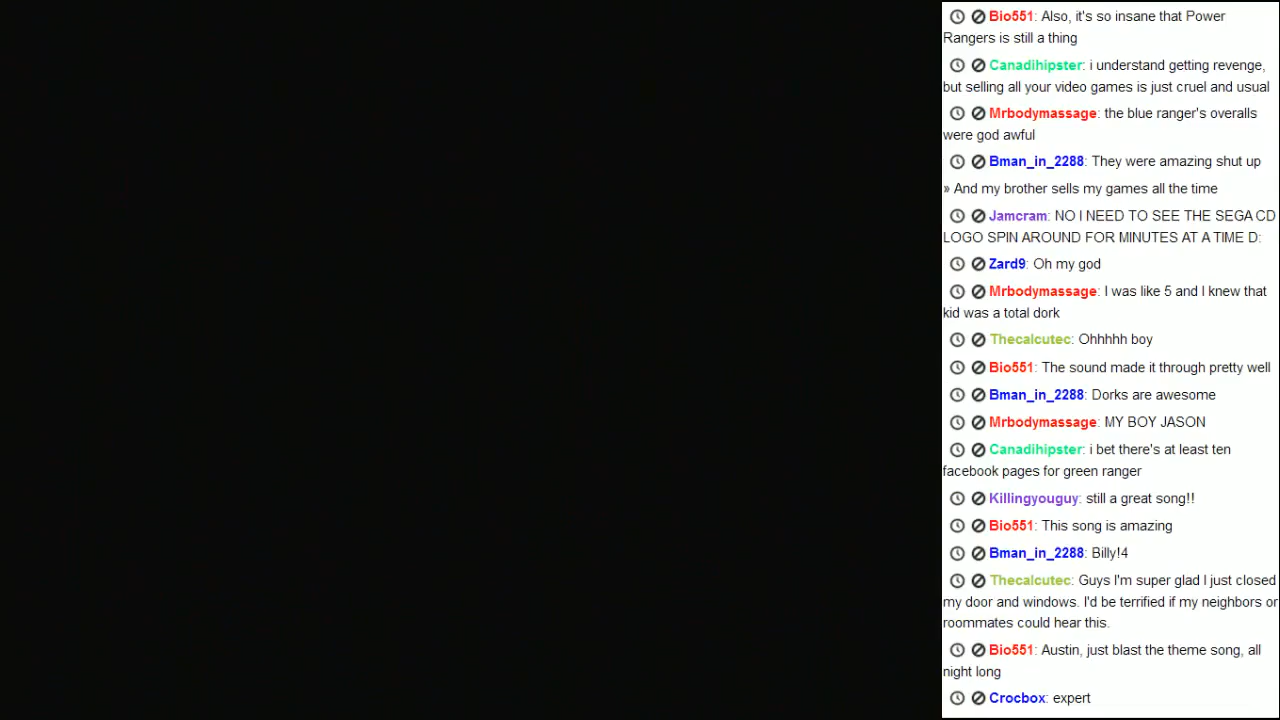 Bio551: Also, it's so insane that Power
Rangers is still a thing
Canadihipster: i understand getting revenge,
but selling all your video games is just cruel and usual
Mrbodymassage: the blue ranger's overalls
were god awful
Bman_in_2288: They were amazing shut up
» And my brother sells my games all the time
Jamcram: NO I NEED TO SEE THE SEGA CD
LOGO SPIN AROUND FOR MINUTES AT A TIME D:
Zard9: Oh my god
Mrbodymassage: I was like 5 and I knew that
kid was a total dork
Thecalcutec: Ohhhhh boy
Bio551: The sound made it through pretty well
Bman_in_2288: Dorks are awesome
Mrbodymassage: MY BOY JASON
Canadihipster: i bet there's at least ten
facebook pages for green ranger
Killingyouguy: still a great song!!
Bio551: This song is amazing
Bman_in_2288: Billy!4
Thecalcutec: Guys I'm super glad I just closed
my door and windows. I'd be terrified if my neighbors or
roommates could hear this.
Bio551: Austin, just blast the theme song, all
night long
Crocbox: expert